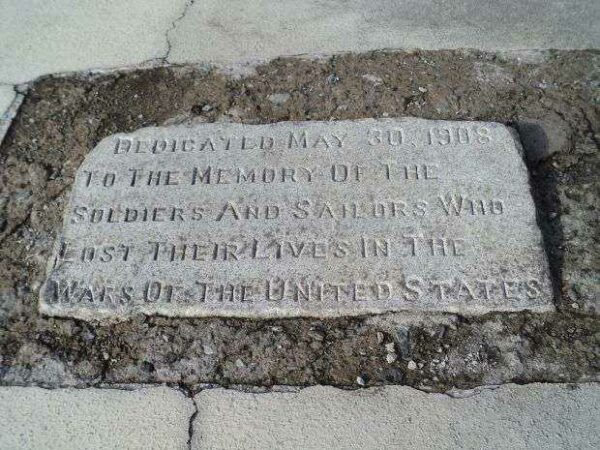 DEDICATED MAY 30, 1908
TO THE MEMORY OF THE
SOLDIERS AND SAILORS WHO
LOST THEIR LIVES IN THE
WARS OF THE UNITED STATES